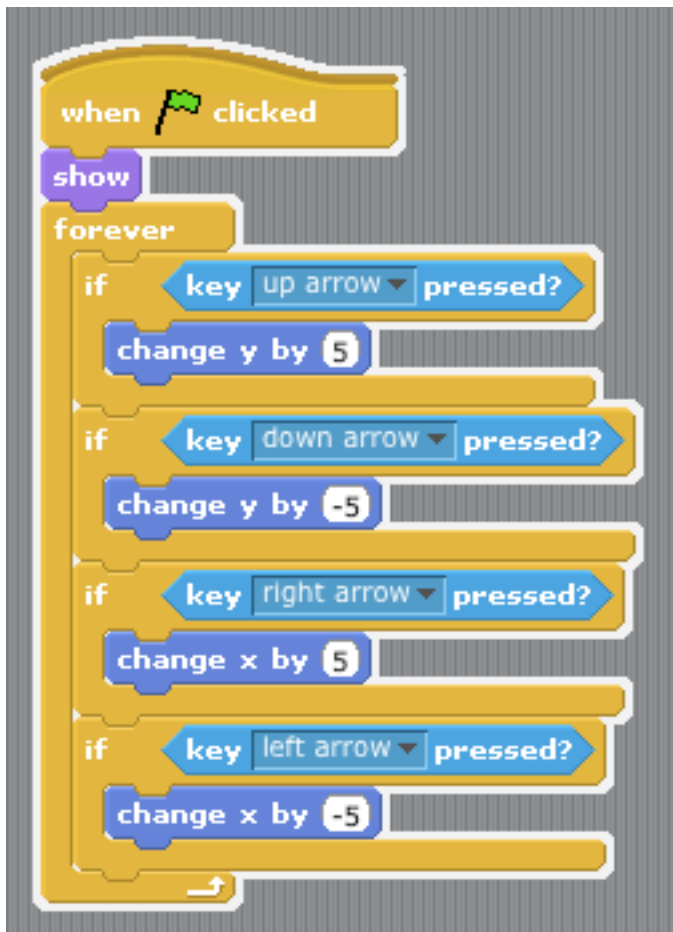 when clicked
show
forever
if key up arrow pressed?
change y by 5
if key down arrow pressed?
change y by -5
if key right arrow pressed?
change x by 5
if key left arrow pressed?
change x by -5